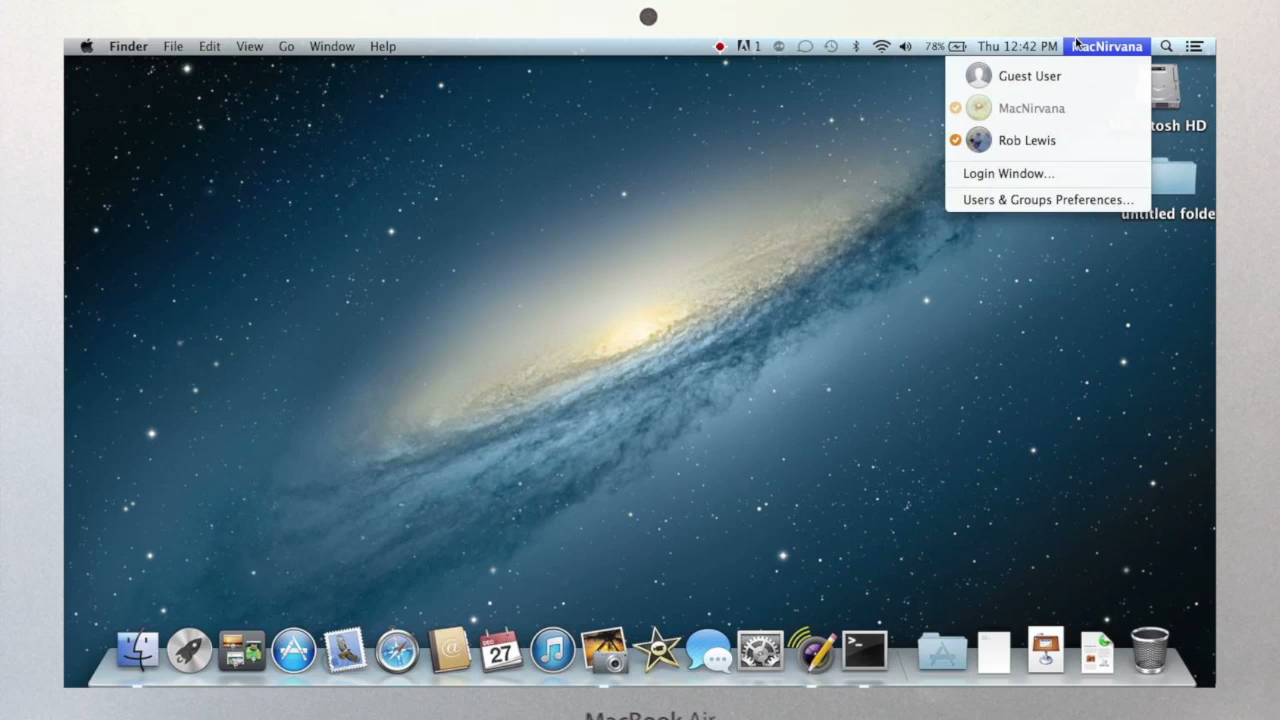 Finder File Edit View Go Window Help 1 78% Thu 12:42 PM MacNirvana
Guest User
MacNirvana
Rob Lewis
Login Window...
Users & Groups Preferences...
tosh HD
untitled folde
27
MacBook Air